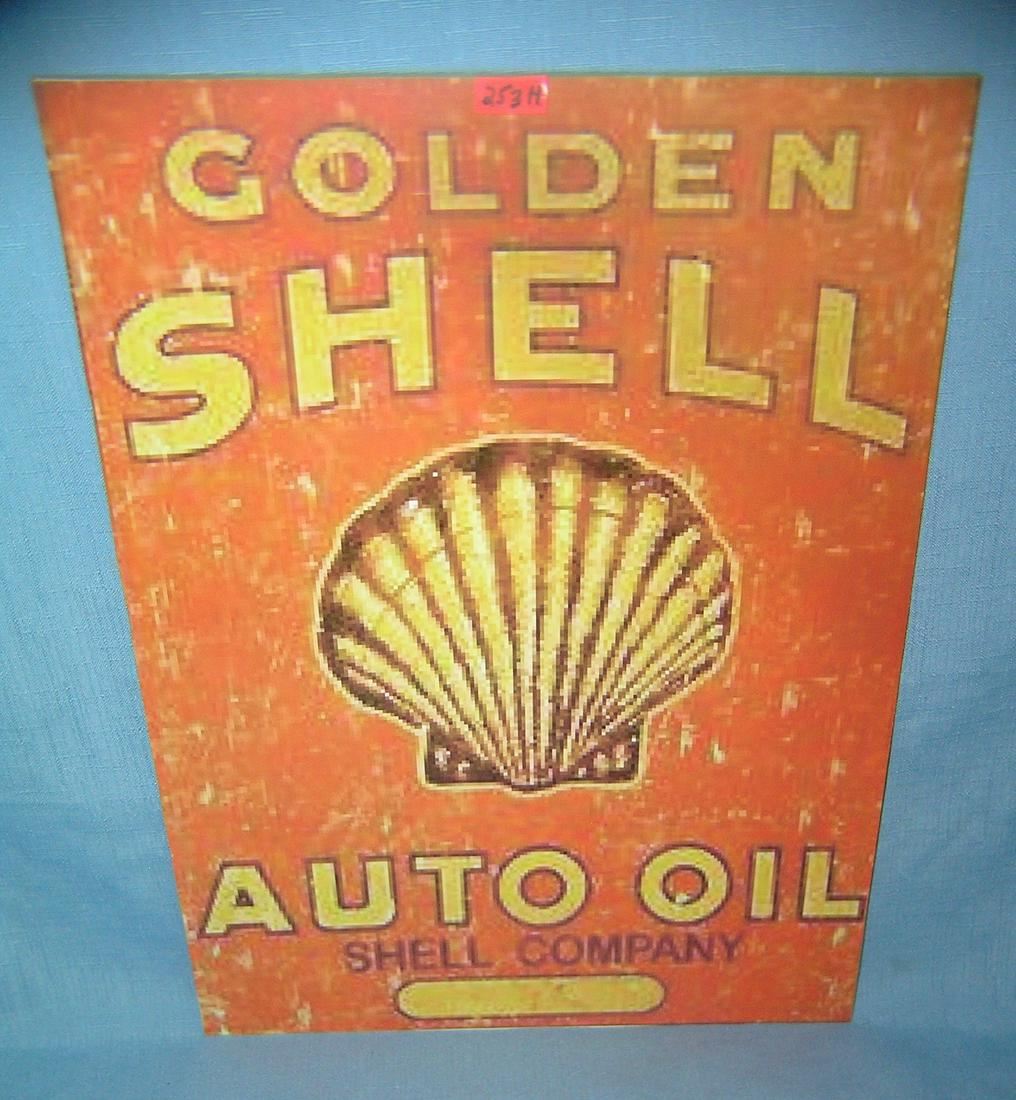 253H
GOLDEN
SHELL
AUTO OIL
SHELL COMPANY